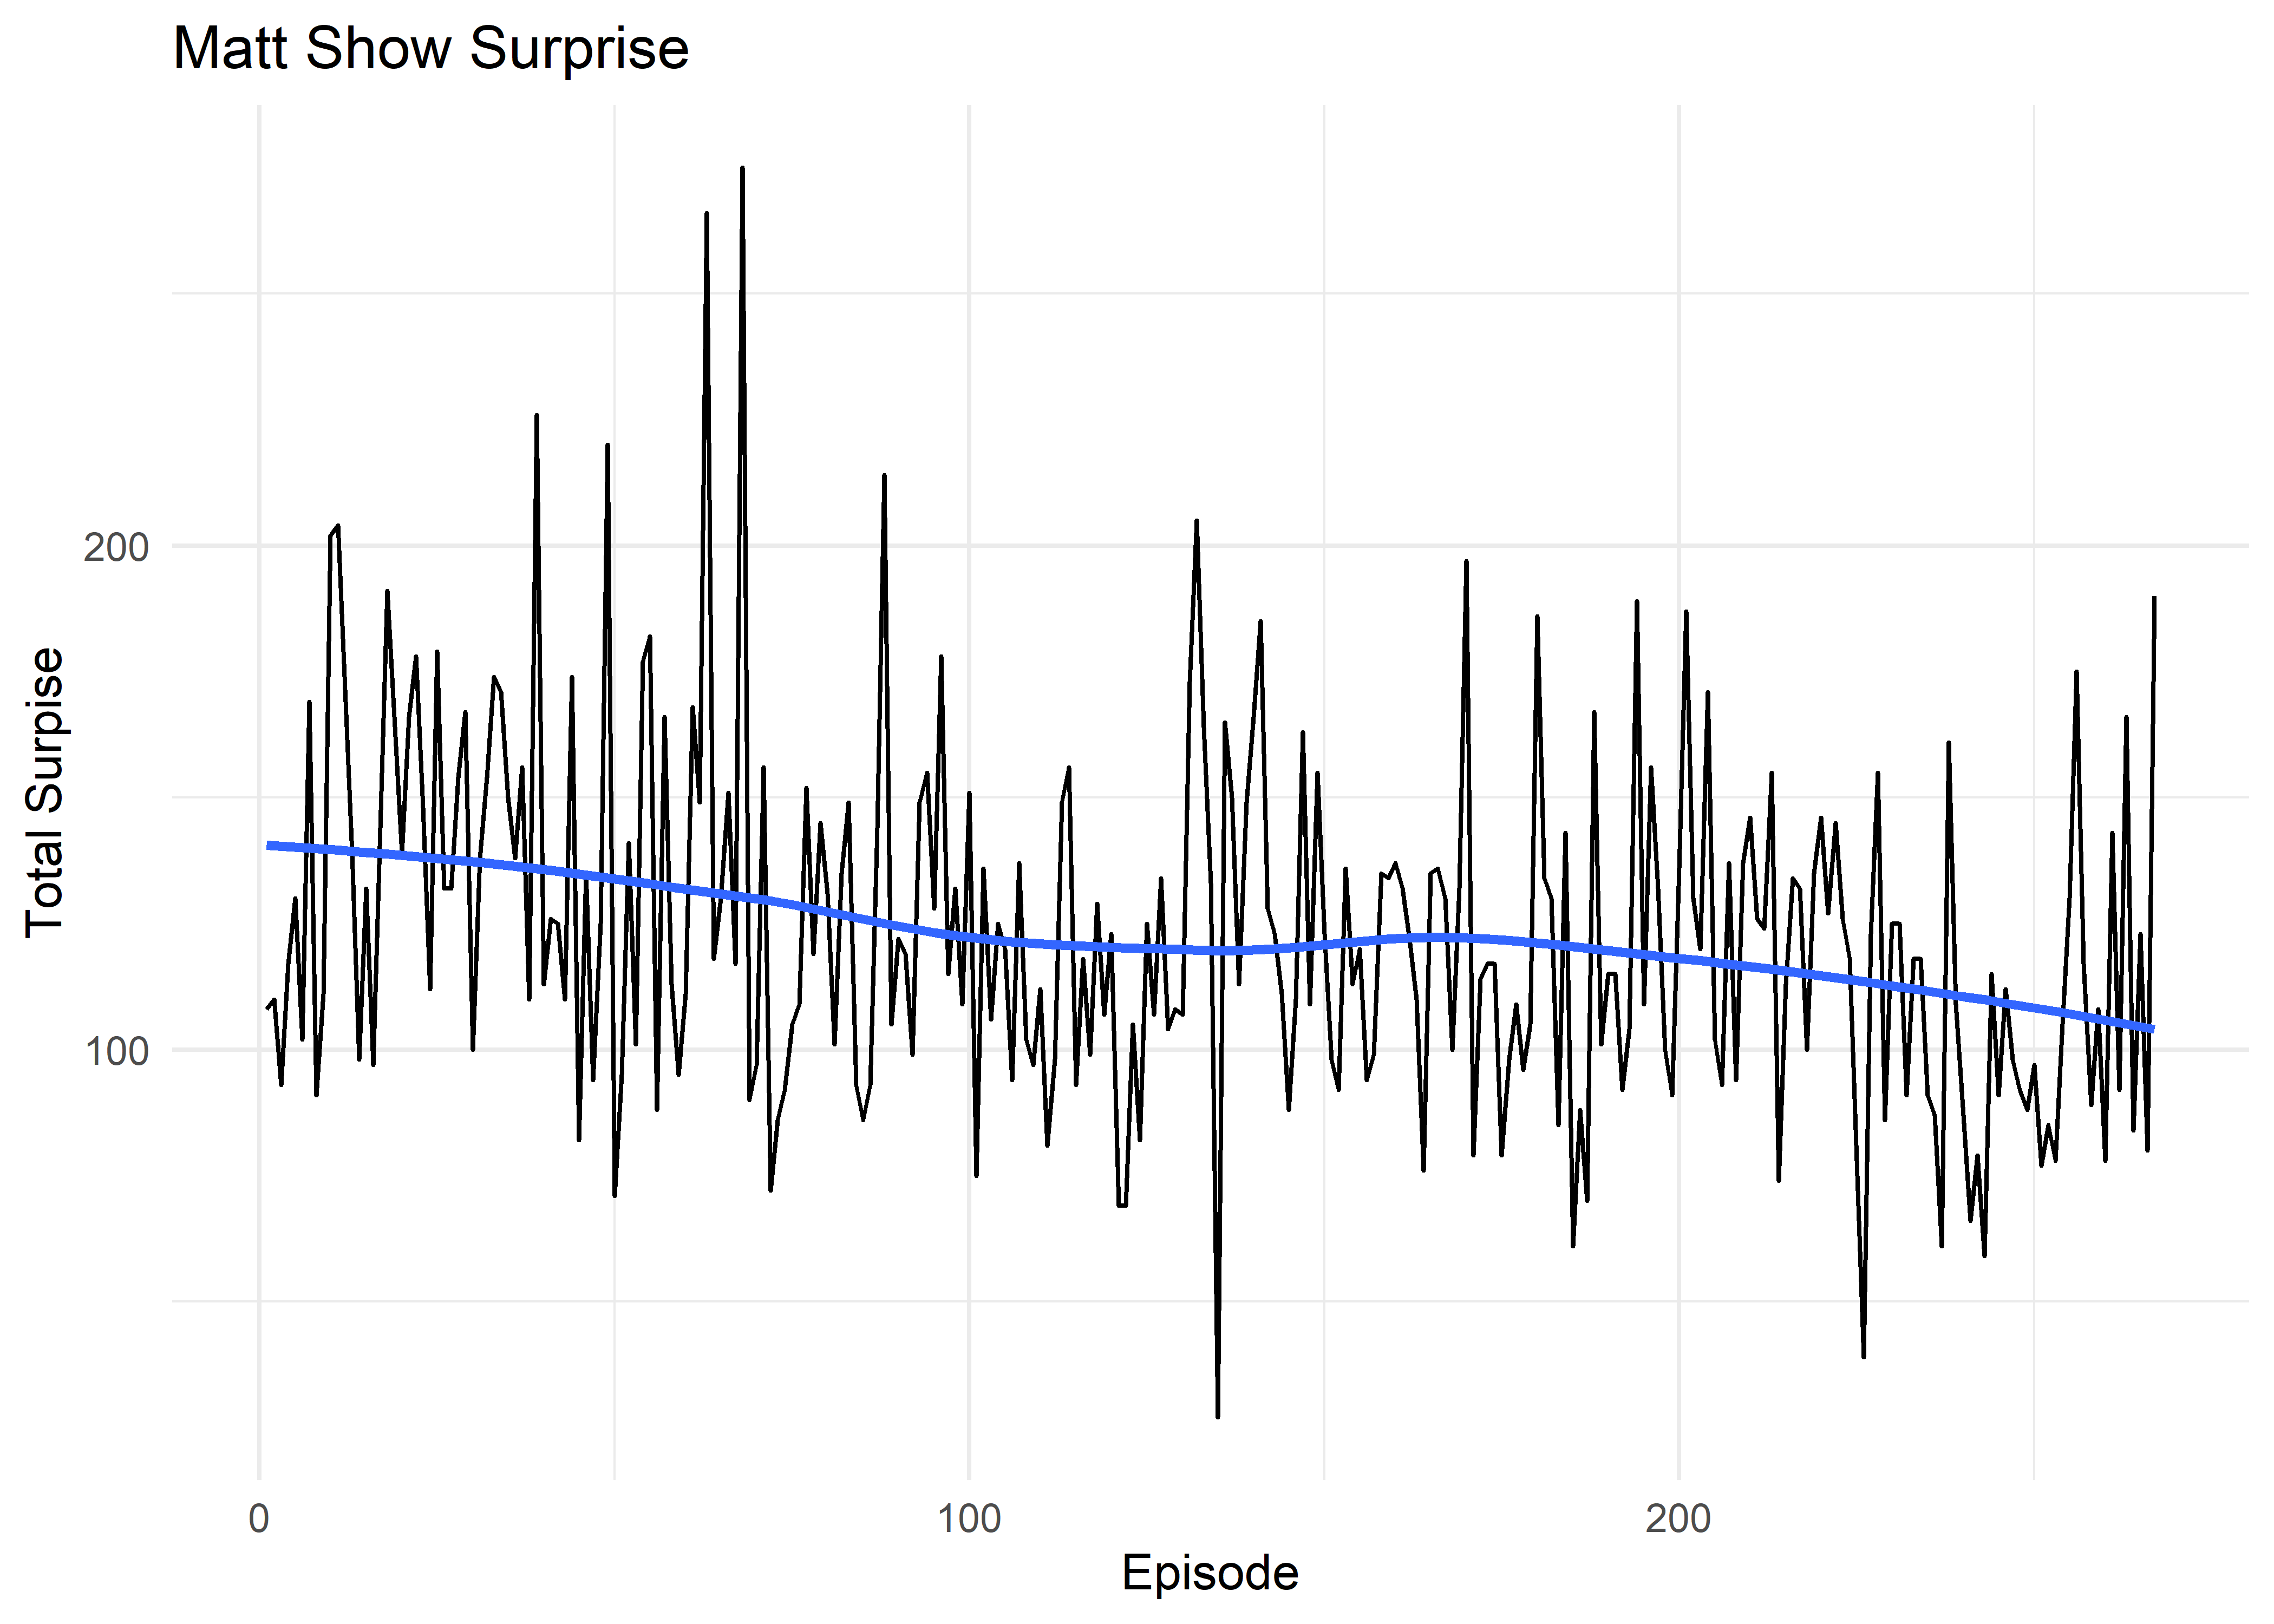 Matt Show Surprise
Total Surpise
200
100
0 100 200
Episode